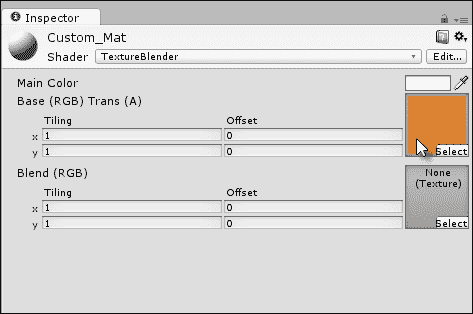 Inspector
Custom_Mat
Shader TextureBlender Edit...
Main Color
Base (RGB) Trans (A)
Tiling Offset
x 1 0
y 1 0
Select
Blend (RGB)
None
(Texture)
Tiling Offset
x 1 0
y 1 0
Select